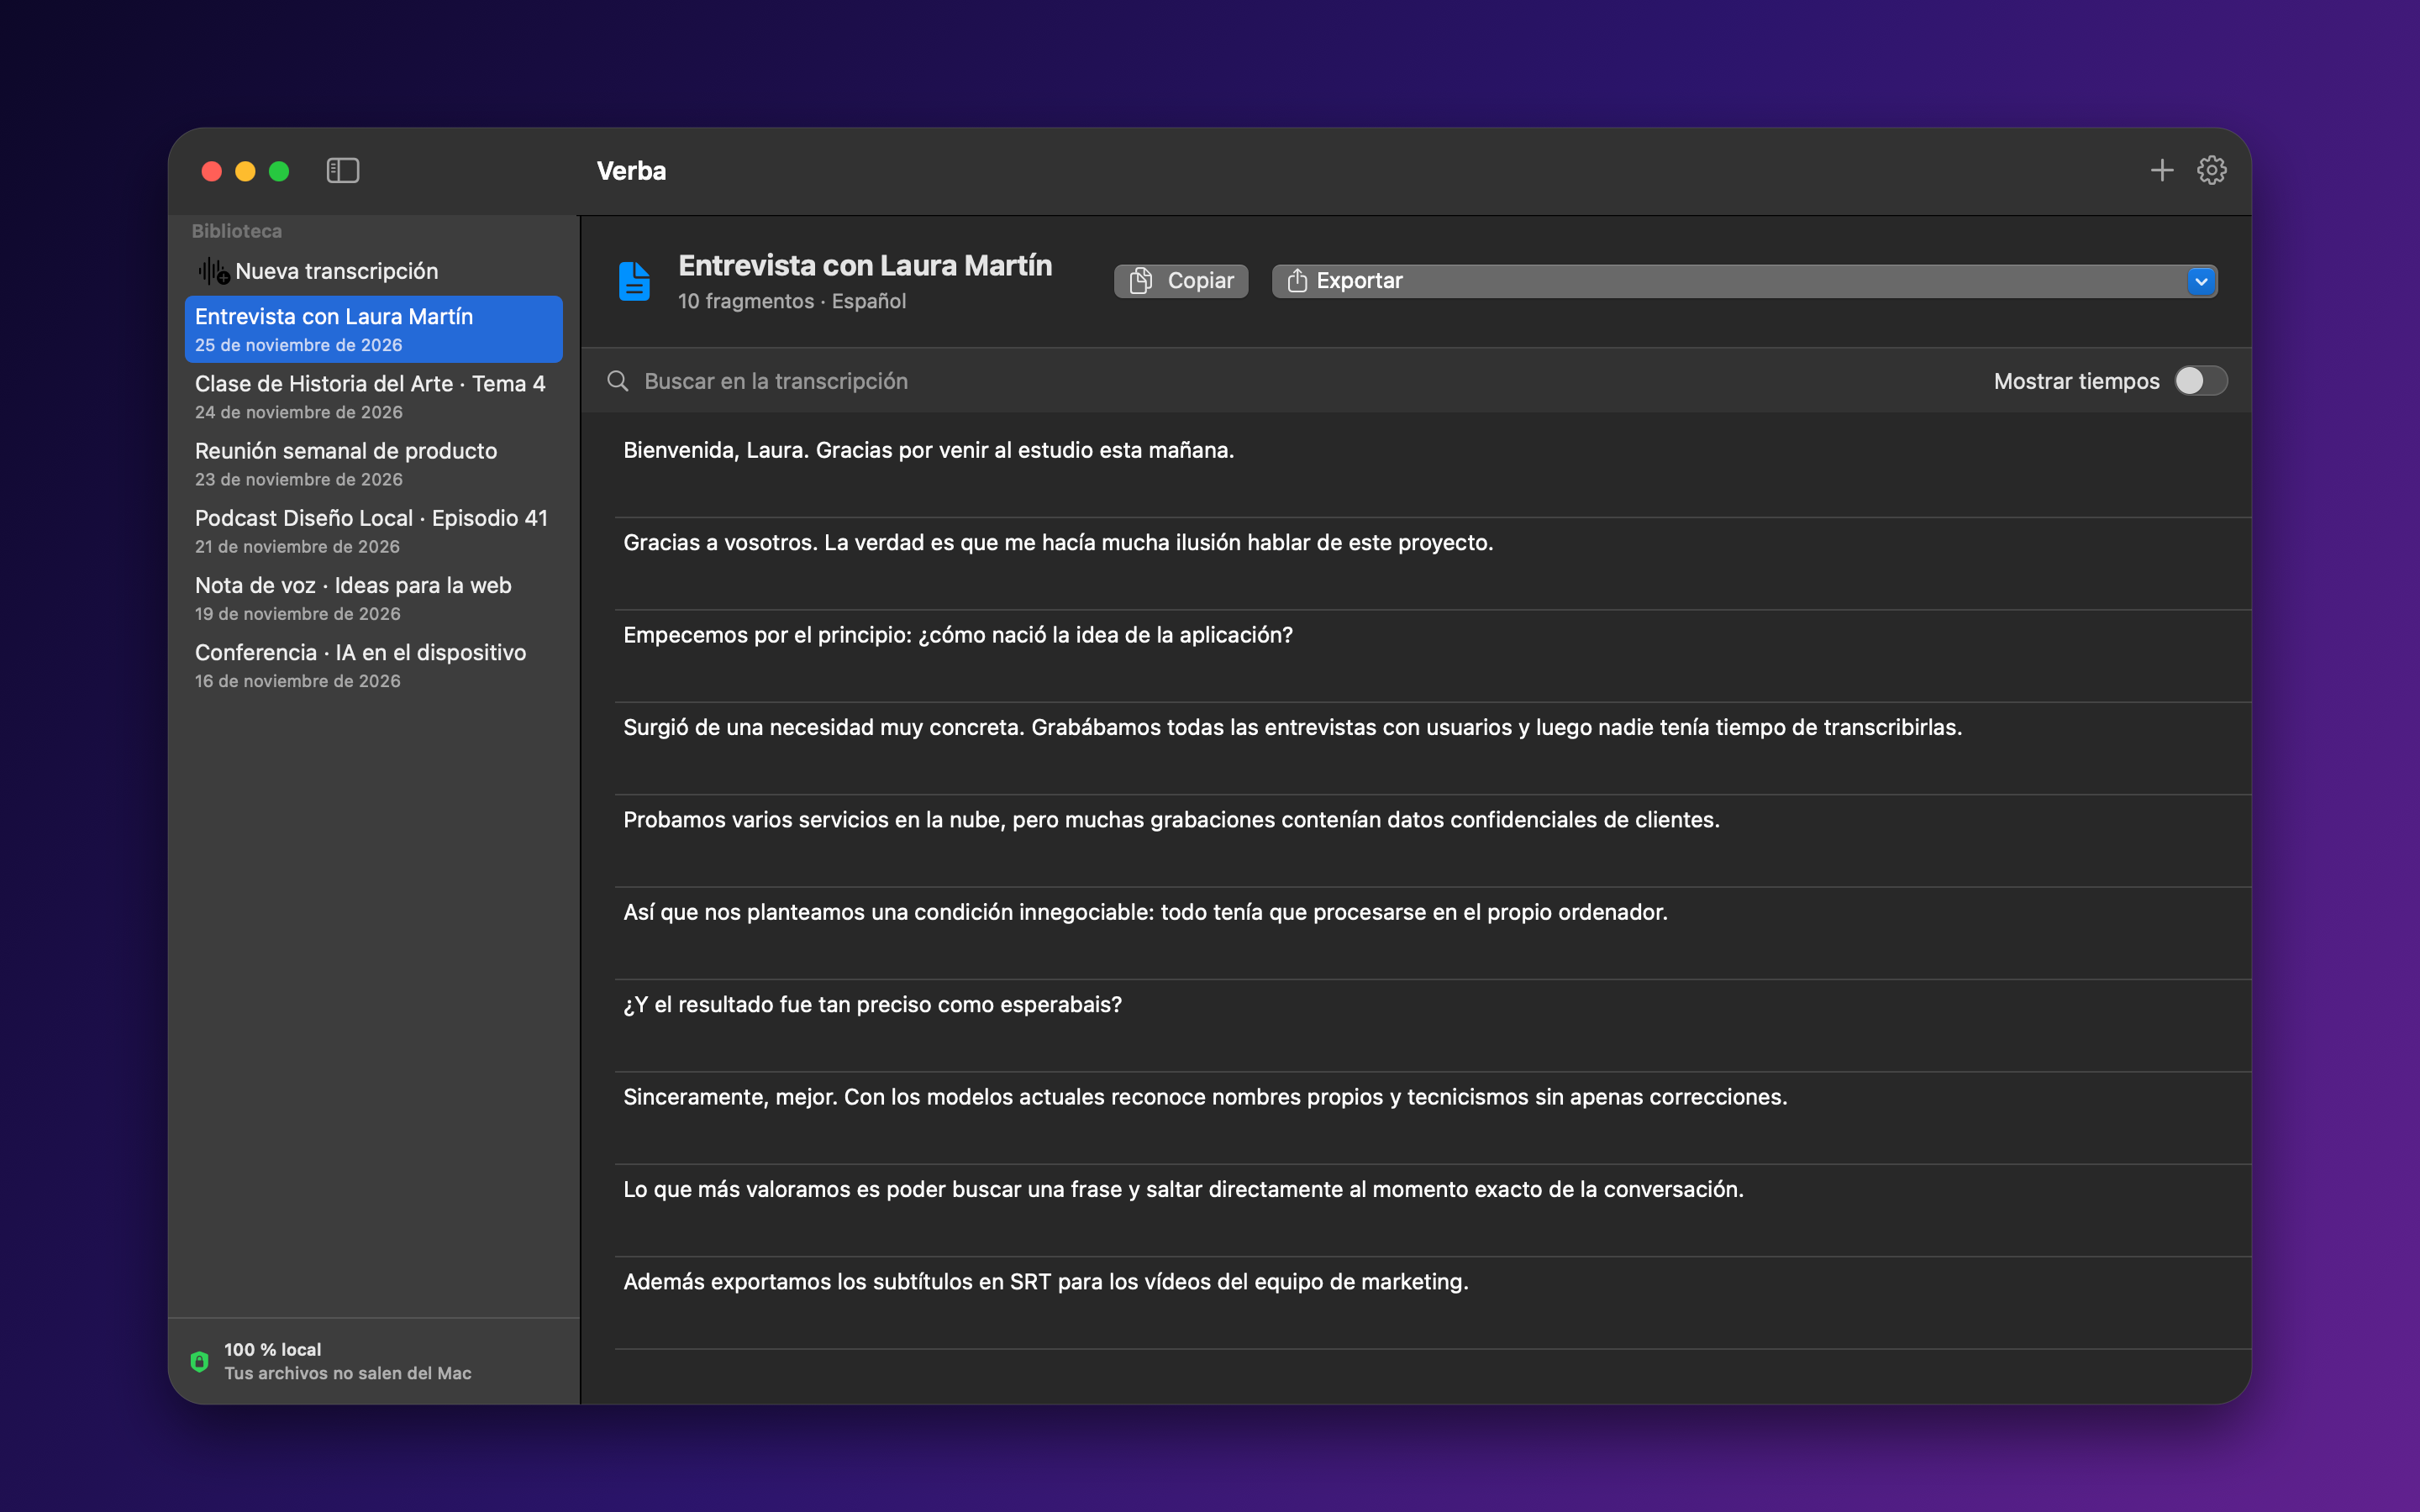 Verba
Biblioteca
Nueva transcripción
Entrevista con Laura Martín
25 de noviembre de 2026
Clase de Historia del Arte · Tema 4
24 de noviembre de 2026
Reunión semanal de producto
23 de noviembre de 2026
Podcast Diseño Local · Episodio 41
21 de noviembre de 2026
Nota de voz · Ideas para la web
19 de noviembre de 2026
Conferencia · IA en el dispositivo
16 de noviembre de 2026
100 % local
Tus archivos no salen del Mac
Entrevista con Laura Martín
10 fragmentos · Español
Copiar
Exportar
Buscar en la transcripción
Mostrar tiempos
Bienvenida, Laura. Gracias por venir al estudio esta mañana.
Gracias a vosotros. La verdad es que me hacía mucha ilusión hablar de este proyecto.
Empecemos por el principio: ¿cómo nació la idea de la aplicación?
Surgió de una necesidad muy concreta. Grabábamos todas las entrevistas con usuarios y luego nadie tenía tiempo de transcribirlas.
Probamos varios servicios en la nube, pero muchas grabaciones contenían datos confidenciales de clientes.
Así que nos planteamos una condición innegociable: todo tenía que procesarse en el propio ordenador.
¿Y el resultado fue tan preciso como esperabais?
Sinceramente, mejor. Con los modelos actuales reconoce nombres propios y tecnicismos sin apenas correcciones.
Lo que más valoramos es poder buscar una frase y saltar directamente al momento exacto de la conversación.
Además exportamos los subtítulos en SRT para los vídeos del equipo de marketing.